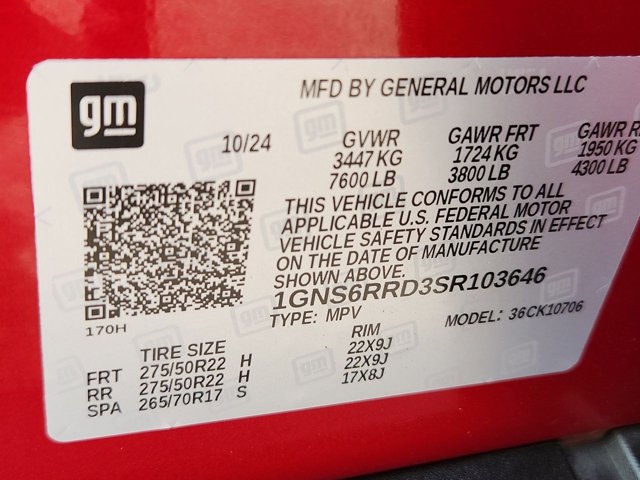 gm
MFD BY GENERAL MOTORS LLC
10/24 GVWR GAWR FRT GAWR
3447 KG 1724 KG 1950 KG
7600 LB 3800 LB 4300 LB
THIS VEHICLE CONFORMS TO ALL
APPLICABLE U.S. FEDERAL MOTOR
VEHICLE SAFETY STANDARDS IN EFFECT
ON THE DATE OF MANUFACTURE
SHOWN ABOVE.
1GNS6RRD3SR103646
170H
TYPE: MPV MODEL: 36CK10706
TIRE SIZE RIM
FRT 275/50R22 H 22X9J
RR 275/50R22 H 22X9J
SPA 265/70R17 S 17X8J